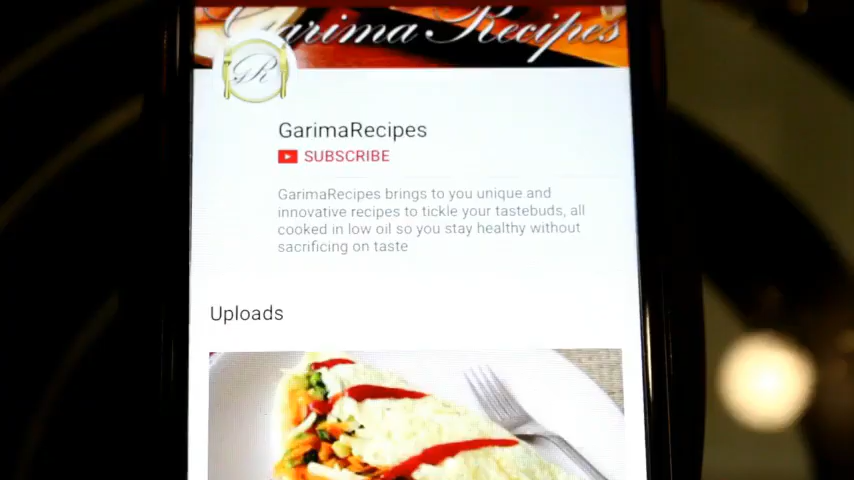 Garima Recipes
GR
GarimaRecipes
SUBSCRIBE
GarimaRecipes brings to you unique and
innovative recipes to tickle your tastebuds, all
cooked in low oil so you stay healthy without
sacrificing on taste
Uploads